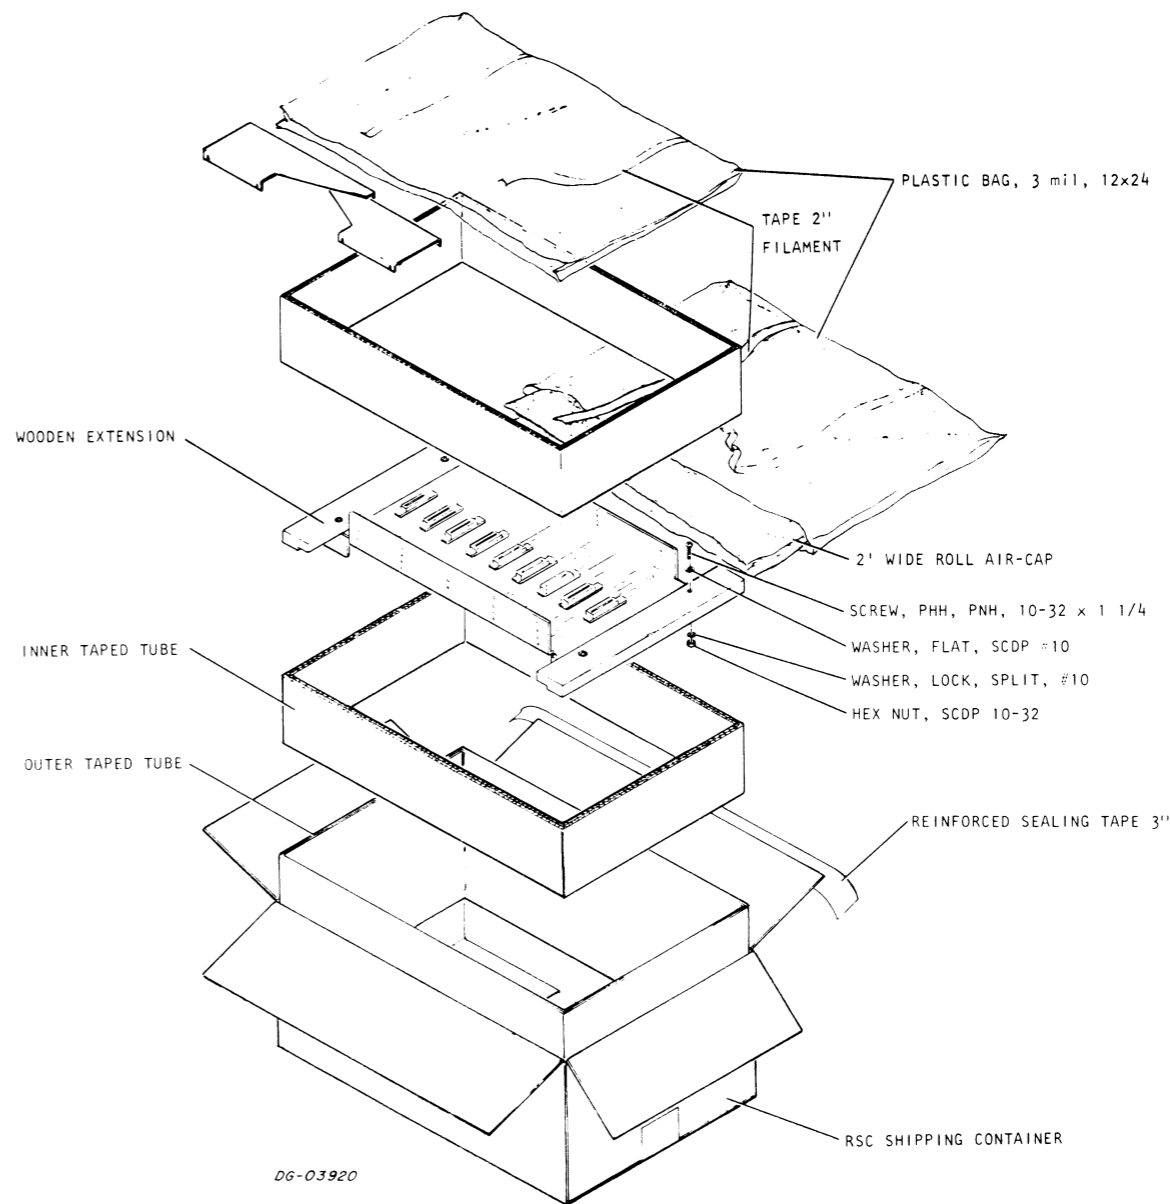 PLASTIC BAG, 3 mil, 12x24
TAPE 2"
FILAMENT
WOODEN EXTENSION
2' WIDE ROLL AIR-CAP
SCREW, PHH, PNH, 10-32 x 1 1/4
INNER TAPED TUBE
WASHER, FLAT, SCDP #10
WASHER, LOCK, SPLIT, #10
HEX NUT, SCDP 10-32
OUTER TAPED TUBE
REINFORCED SEALING TAPE 3"
RSC SHIPPING CONTAINER
DG-03920